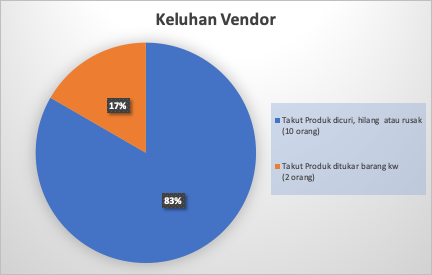 Keluhan Vendor
17%
83%
Takut Produk dicuri, hilang atau rusak
(10 orang)
Takut Produk ditukar barang kw
(2 orang)